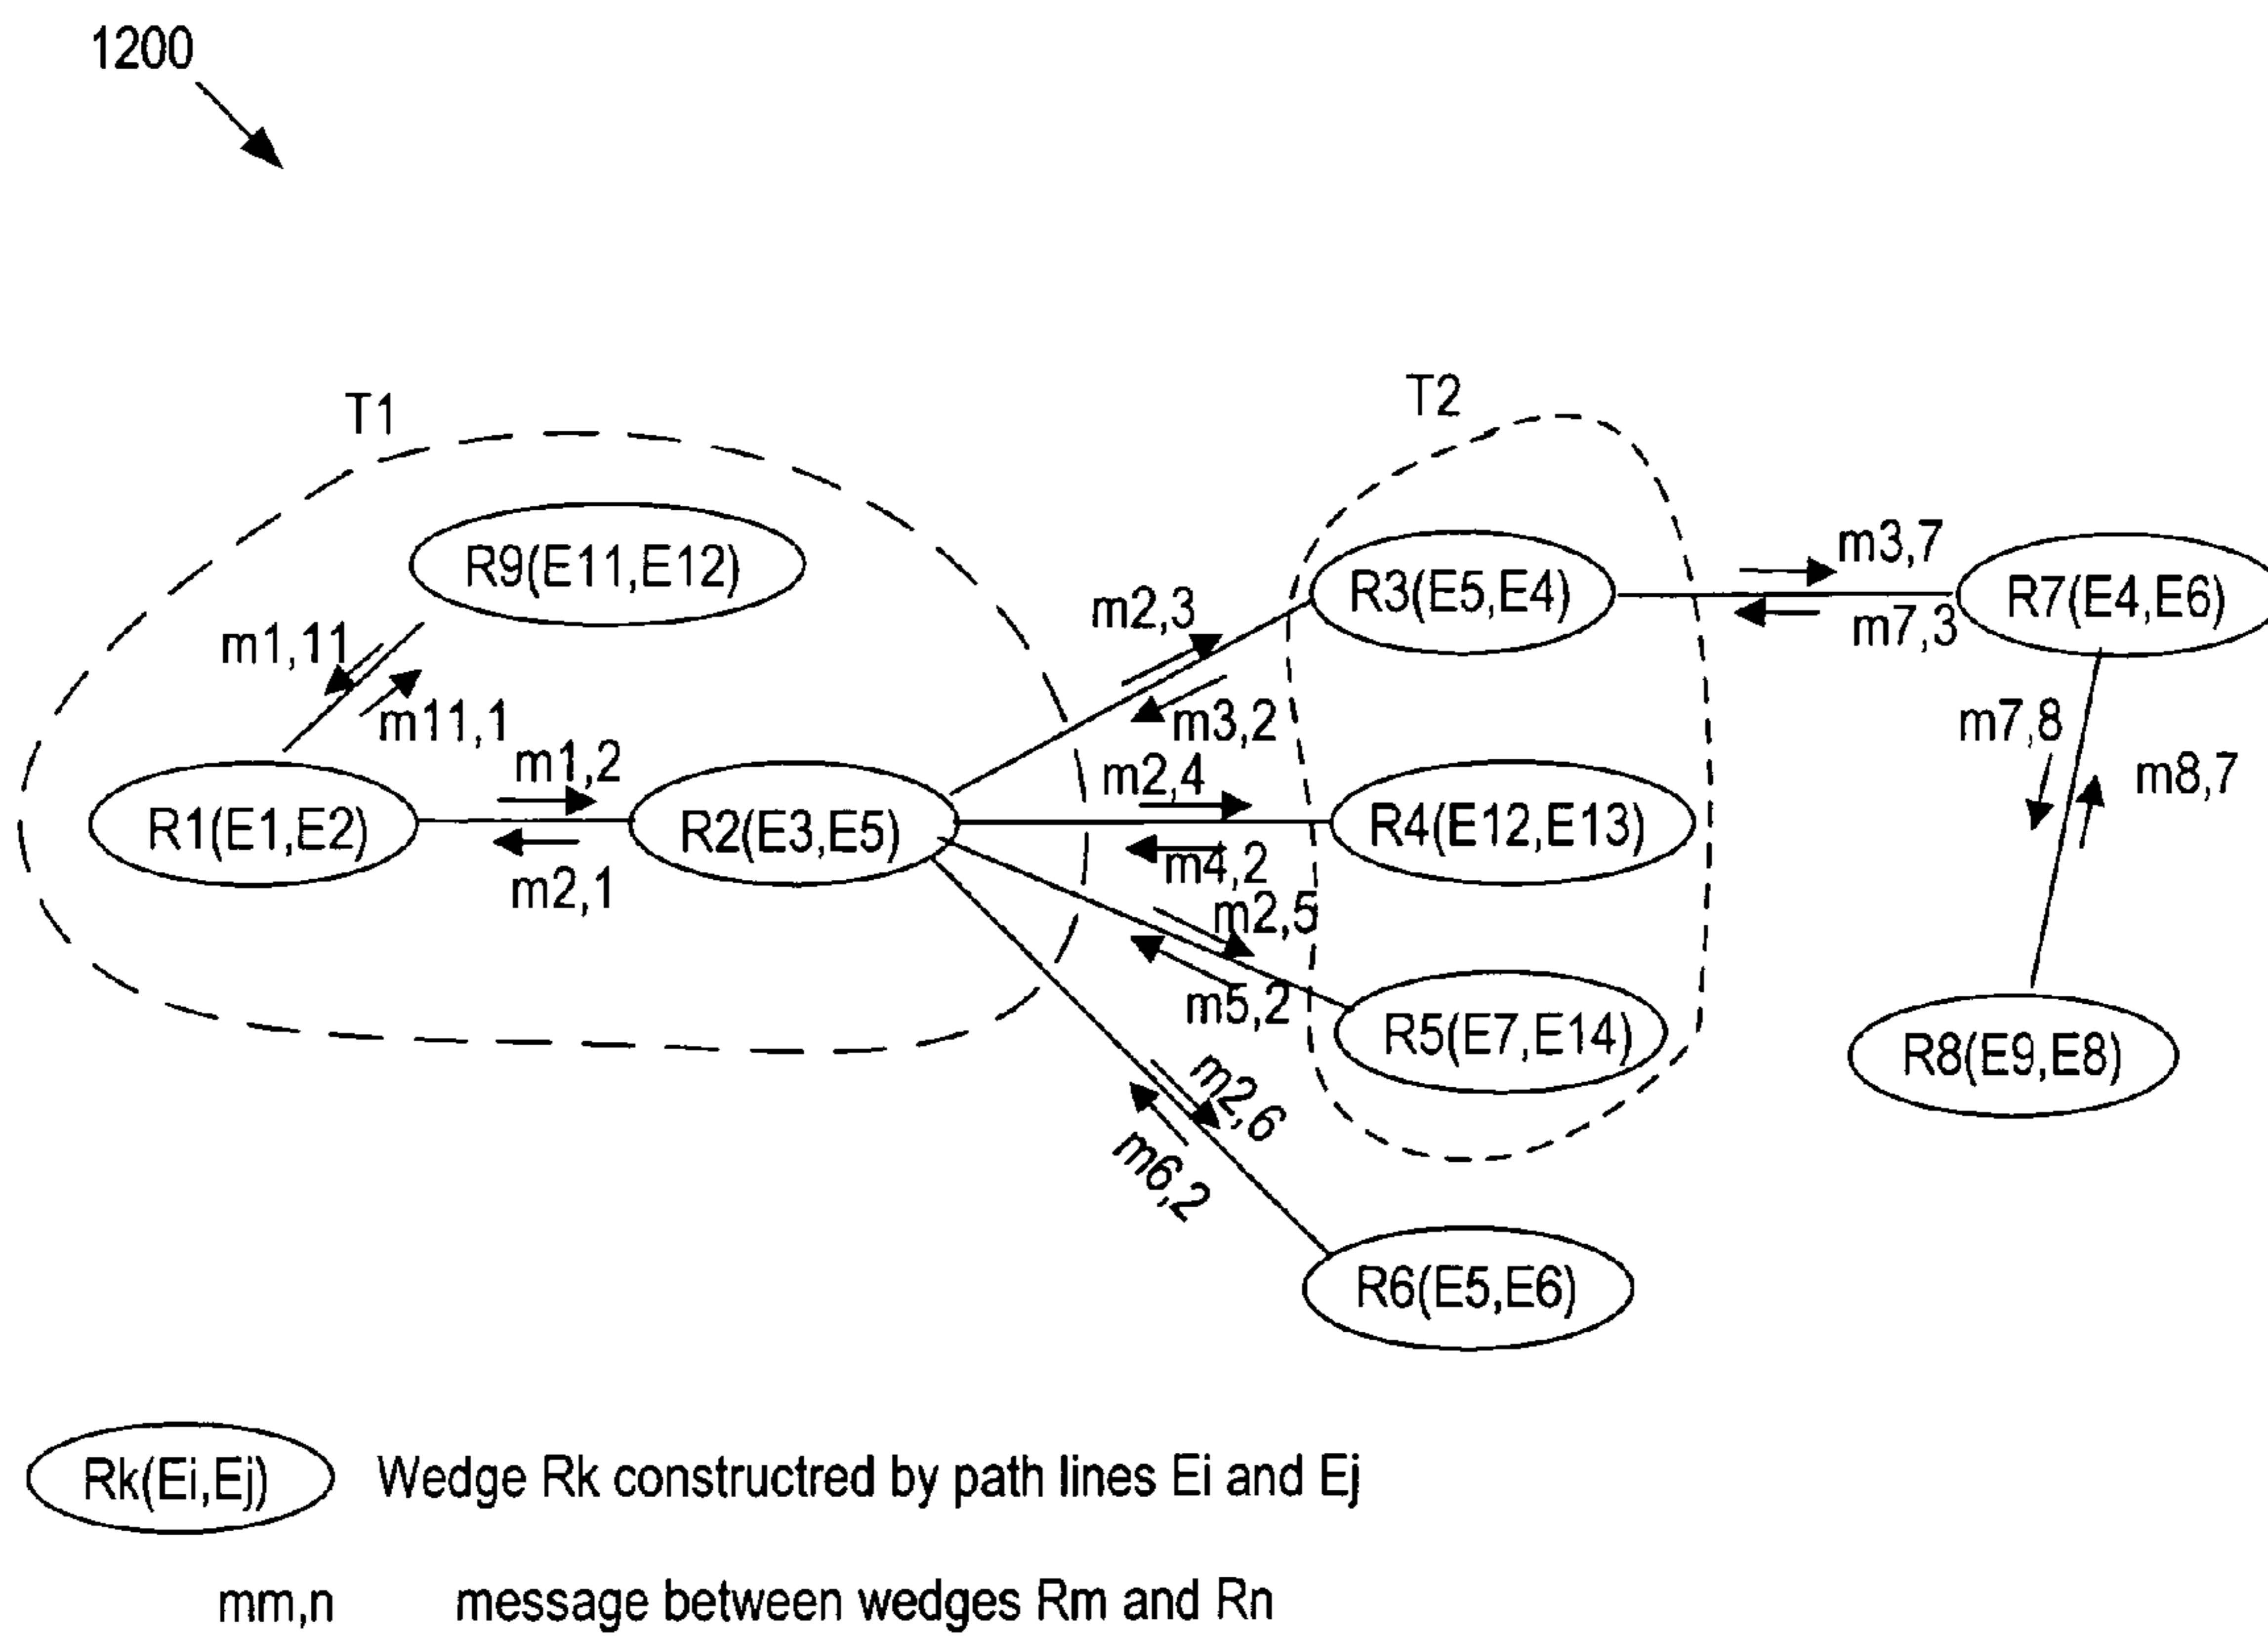 1200
T1
T2
R9(E11,E12)
R3(E5,E4)
m3,7
R7(E4,E6)
m7,3
m2,3
m1,11
m11,1
m3,2
m7,8
m8,7
m1,2
m2,4
R1(E1,E2)
R2(E3,E5)
R4(E12,E13)
m2,1
m4,2
m2,5
m5,2
R5(E7,E14)
R8(E9,E8)
m2,6
m6,2
R6(E5,E6)
Rk(Ei,Ej) Wedge Rk constructred by path lines Ei and Ej
mm,n message between wedges Rm and Rn